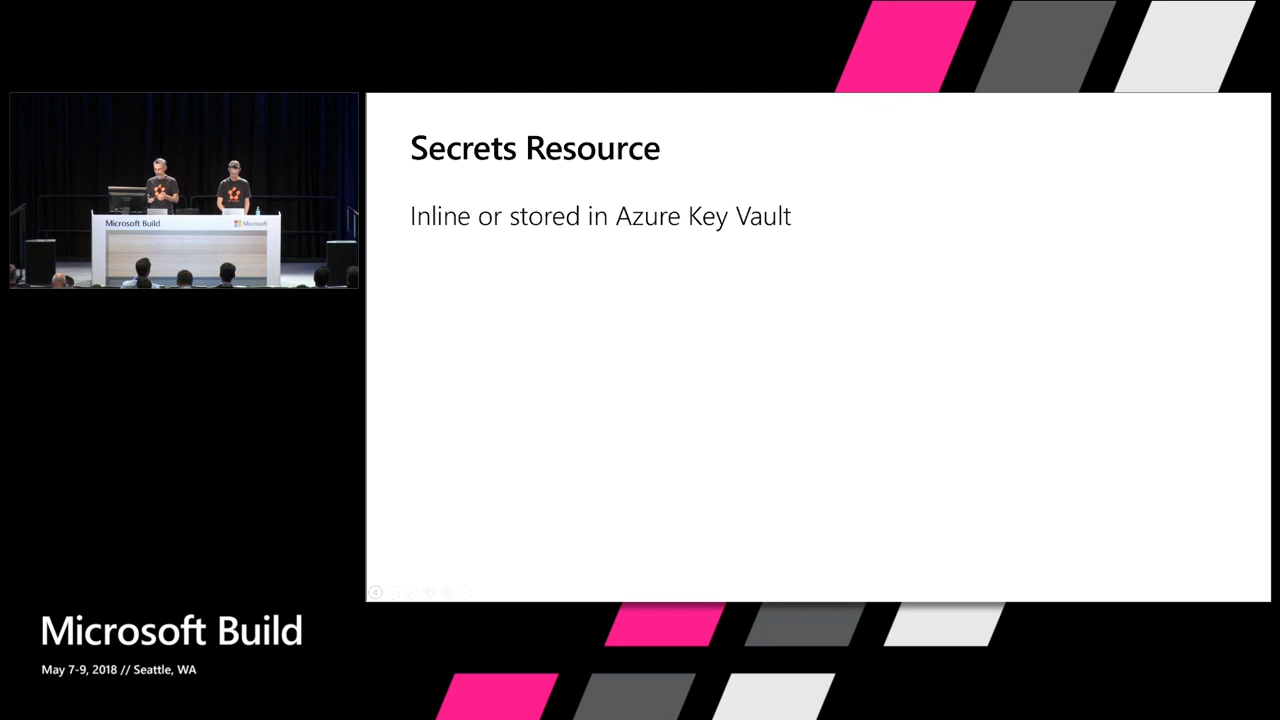 Secrets Resource
Inline or stored in Azure Key Vault
Microsoft Build
Microsoft
Microsoft Build
May 7-9, 2018 // Seattle, WA